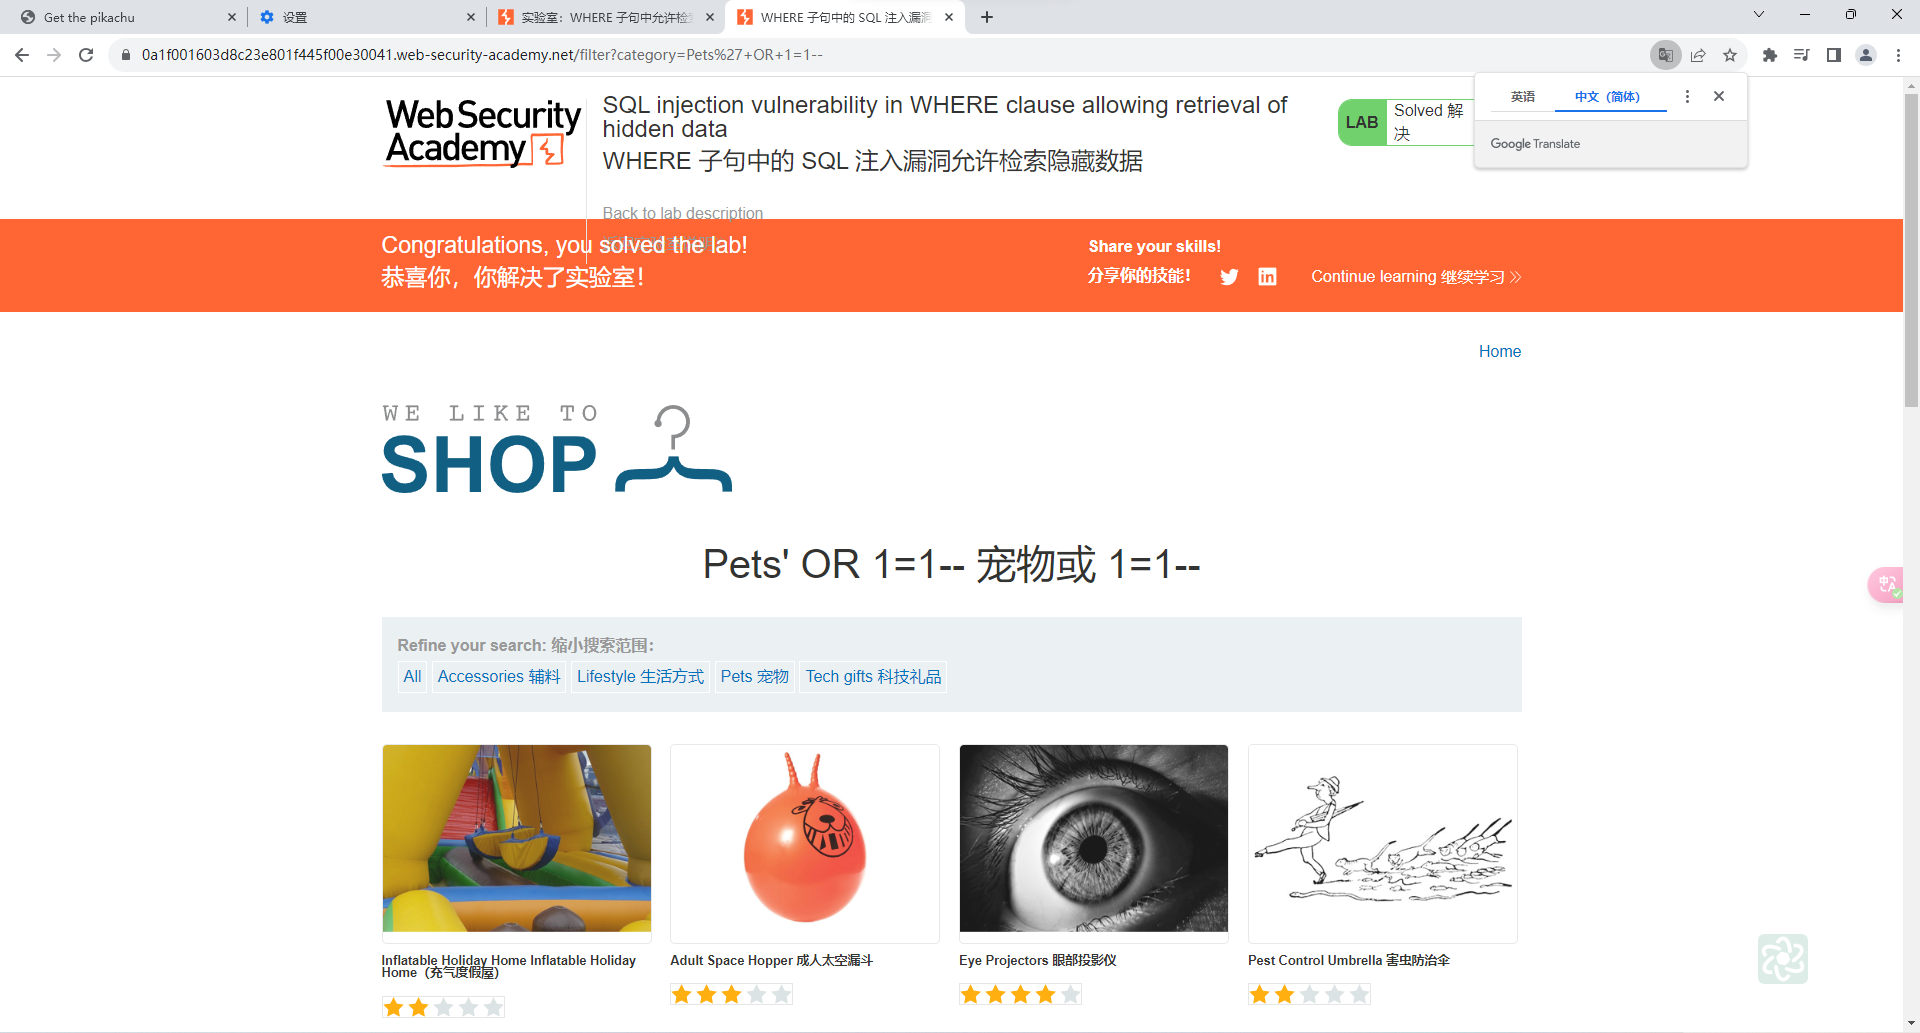 Get the pikachu
设置
实验室：WHERE 子句中允许检
WHERE 子句中的 SQL 注入漏洞
0a1f001603d8c23e801f445f00e30041.web-security-academy.net/filter?category=Pets%27+OR+1=1--
英语
中文（简体）
Google Translate
WebSecurity
Academy
SQL injection vulnerability in WHERE clause allowing retrieval of
hidden data
WHERE 子句中的 SQL 注入漏洞允许检索隐藏数据
LAB
Solved 解
决
Back to lab description
Congratulations, you solved the lab!
恭喜你，你解决了实验室！
Share your skills!
分享你的技能！
Continue learning 继续学习
Home
WE LIKE TO
SHOP
Pets' OR 1=1-- 宠物或 1=1--
Refine your search: 缩小搜索范围：
All
Accessories 辅料
Lifestyle 生活方式
Pets 宠物
Tech gifts 科技礼品
Inflatable Holiday Home Inflatable Holiday
Home（充气度假屋）
Adult Space Hopper 成人太空漏斗
Eye Projectors 眼部投影仪
Pest Control Umbrella 害虫防治伞